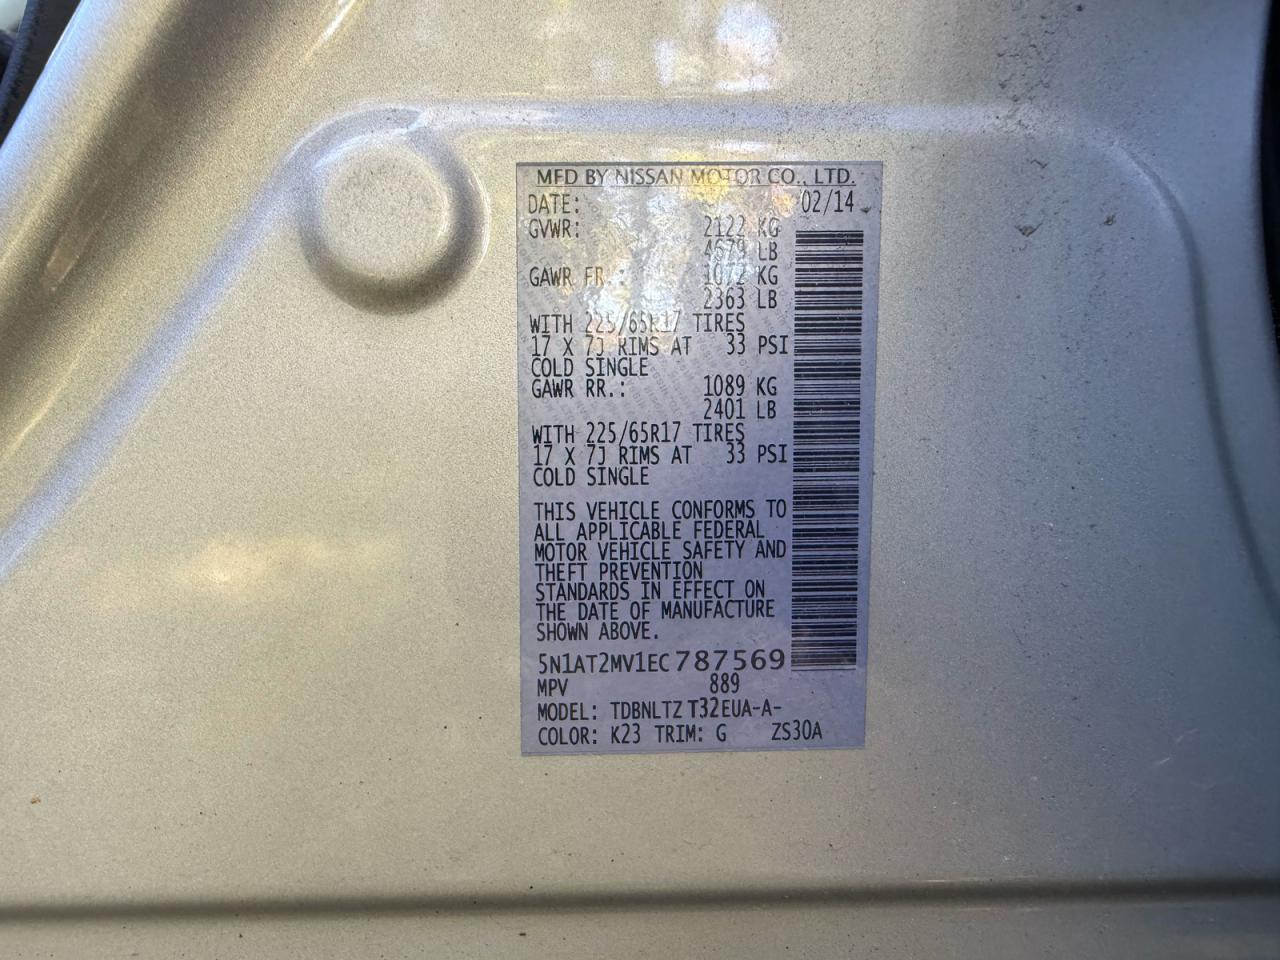 MFD BY NISSAN MOTOR CO., LTD.
DATE: 02/14
GVWR: 2122 KG
4679 LB
GAWR FR.: 1072 KG
2363 LB
WITH 225/65R17 TIRES
17 X 7J RIMS AT 33 PSI
COLD SINGLE
GAWR RR.: 1089 KG
2401 LB
WITH 225/65R17 TIRES
17 X 7J RIMS AT 33 PSI
COLD SINGLE
THIS VEHICLE CONFORMS TO
ALL APPLICABLE FEDERAL
MOTOR VEHICLE SAFETY AND
THEFT PREVENTION
STANDARDS IN EFFECT ON
THE DATE OF MANUFACTURE
SHOWN ABOVE.
5N1AT2MV1EC787569
MPV 889
MODEL: TDBNLTZ T32EUA-A-
COLOR: K23 TRIM: G ZS30A